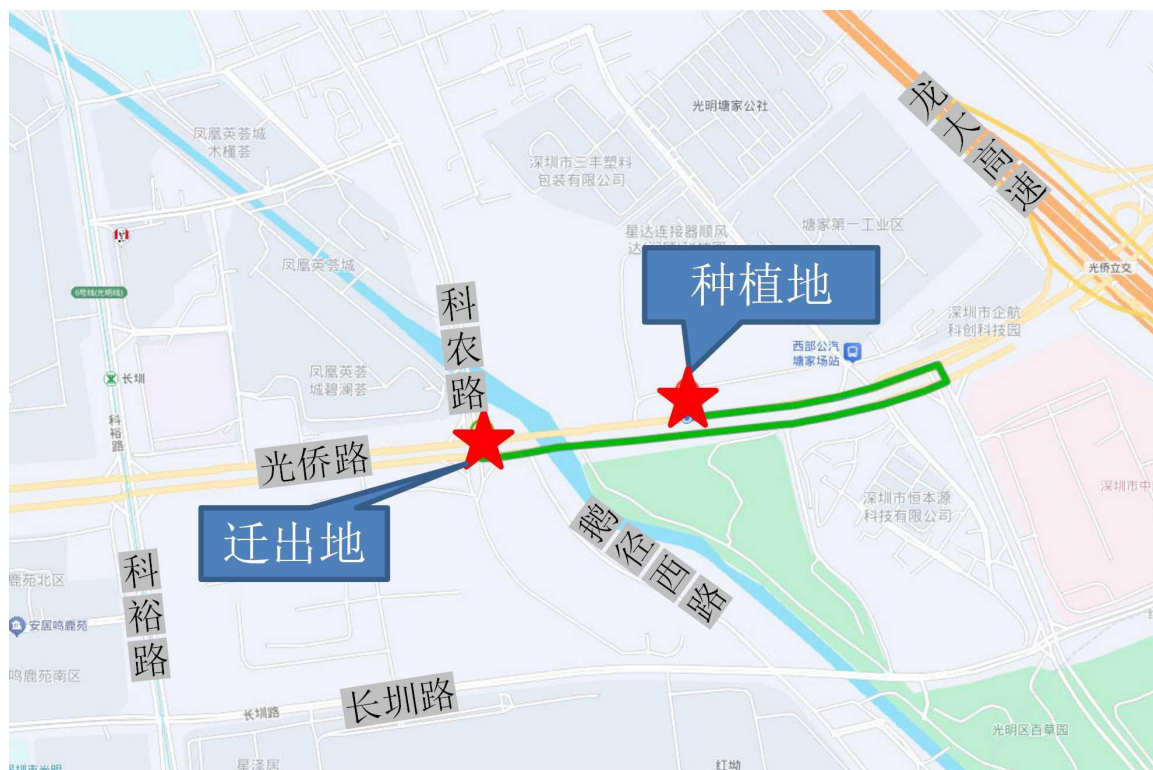 光明塘家公社
龙大高速
凤凰英荟城
木槿荟
深圳市三丰塑料
包装有限公司
星达连接器顺风
塘家第一工业区
光侨立交
凤凰英荟城
6号线(光明线)
种植地
科农路
深圳市企航
科创科技园
西部公汽
塘家场站
长圳
凤凰英荟
城碧澜荟
科裕路
光侨路
深圳市恒本源
科技有限公司
深圳市中
迁出地
鹅径西路
科裕路
鹿苑北区
安居鸣鹿苑
鸣鹿苑南区
长圳路
长圳路
光明区百草园
星泽居
红坳